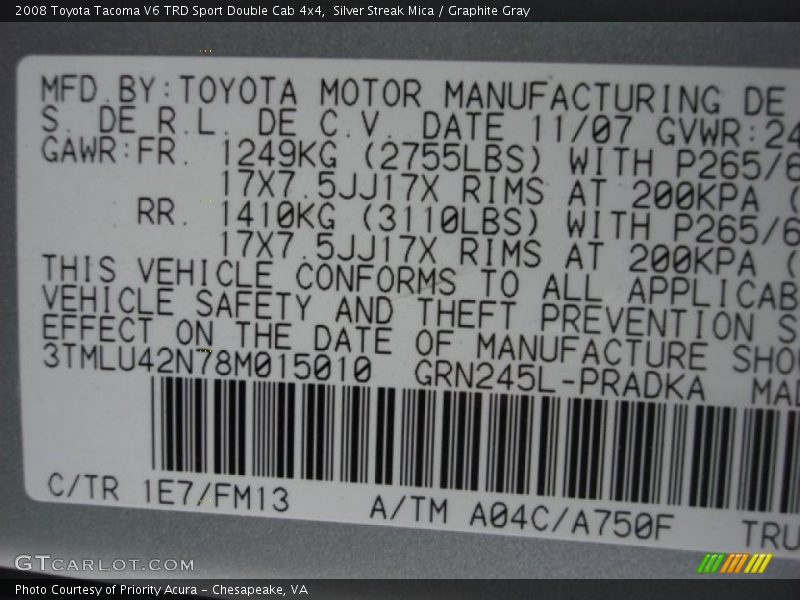 2008 Toyota Tacoma V6 TRD Sport Double Cab 4x4,  Silver Streak Mica / Graphite Gray
MFD.BY:TOYOTA MOTOR MANUFACTURING DE
S. DE R.L. DE C.V. DATE 11/07 GVWR:24
GAWR:FR. 1249KG (2755LBS) WITH P265/6
17X7.5JJ17X RIMS AT 200KPA (
RR. 1410KG (3110LBS) WITH P265/6
17X7.5JJ17X RIMS AT 200KPA (
THIS VEHICLE CONFORMS TO ALL APPLICAB
VEHICLE SAFETY AND THEFT PREVENTION S
EFFECT ON THE DATE OF MANUFACTURE SHO
3TMLU42N78M015010 GRN245L-PRADKA MAD
C/TR 1E7/FM13 A/TM A04C/A750F TRU
GTCARLOT.COM
Photo Courtesy of Priority Acura – Chesapeake, VA